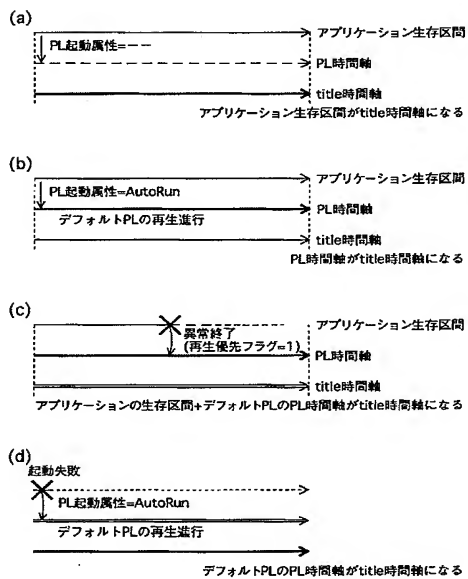 (a)
アプリケーション生存区間
PL起動属性=---
PL時間軸
title時間軸
アプリケーション生存区間がtitle時間軸になる
(b)
アプリケーション生存区間
PL起動属性=AutoRun
PL時間軸
デフォルトPLの再生進行
title時間軸
PL時間軸がtitle時間軸になる
(c)
アプリケーション生存区間
異常終了
(再生優先フラグ=1)
PL時間軸
title時間軸
アプリケーションの生存区間+デフォルトPLのPL時間軸がtitle時間軸になる
(d)
起動失敗
PL起動属性=AutoRun
デフォルトPLの再生進行
デフォルトPLのPL時間軸がtitle時間軸になる